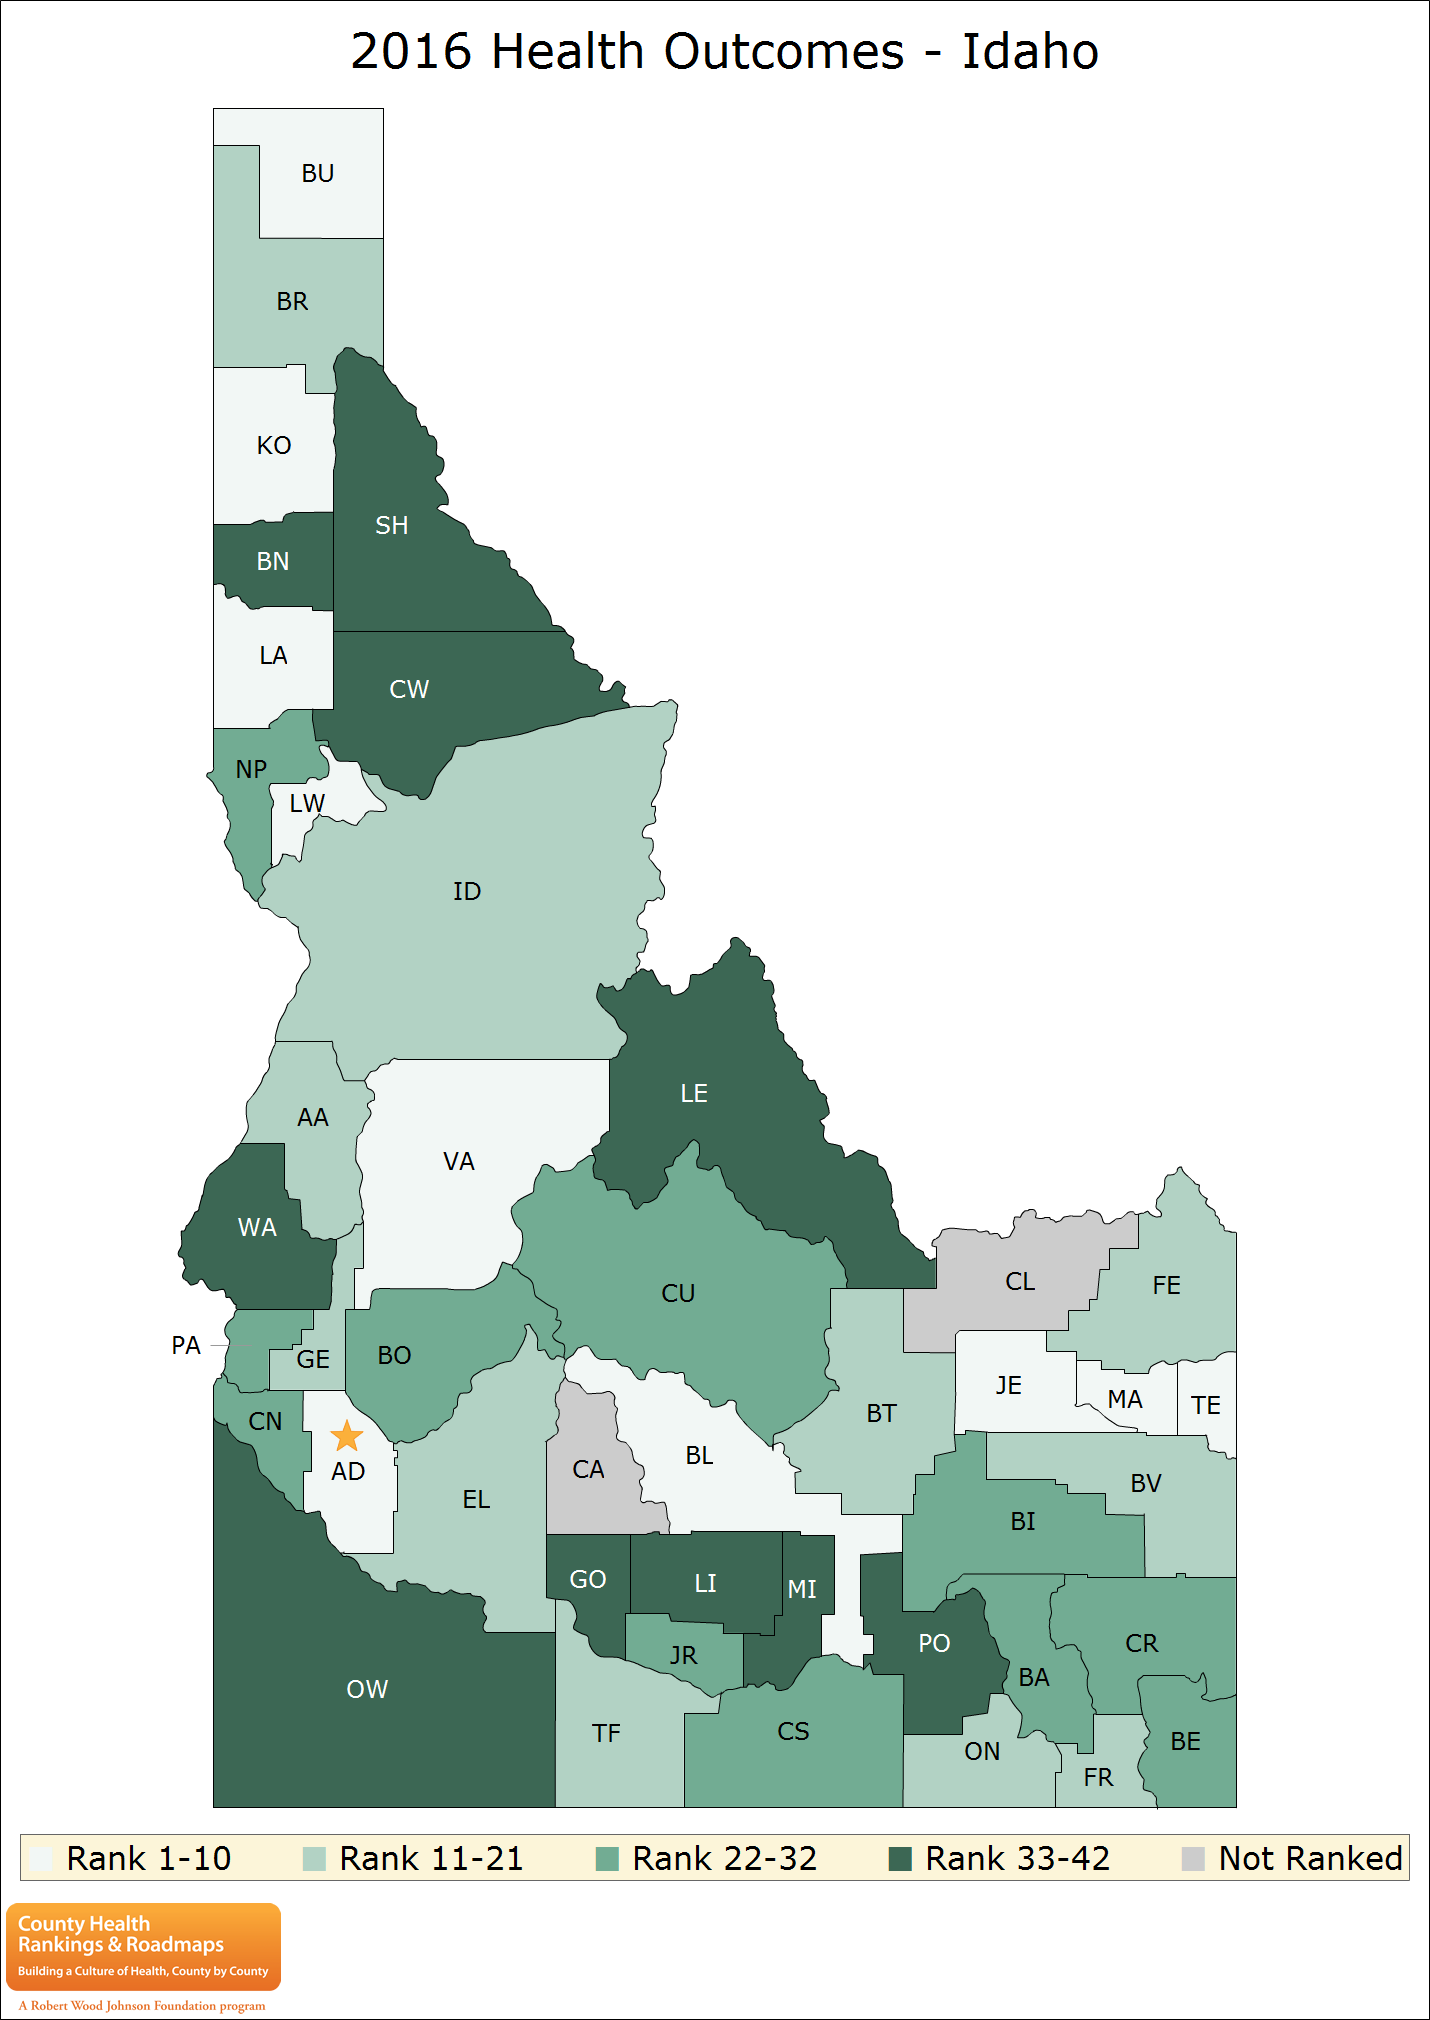 2016 Health Outcomes - Idaho
BU
BR
KO
SH
BN
LA
CW
NP
LW
ID
LE
AA
VA
WA
CU
CL
FE
PA
GE
BO
JE
MA
TE
CN
BT
AD
CA
BL
BV
EL
BI
GO
LI
MI
PO
CR
JR
BA
OW
TF
CS
ON
BE
FR
Rank 1-10 Rank 11-21 Rank 22-32 Rank 33-42 Not Ranked
County Health
Rankings & Roadmaps
Building a Culture of Health, County by County
A Robert Wood Johnson Foundation program